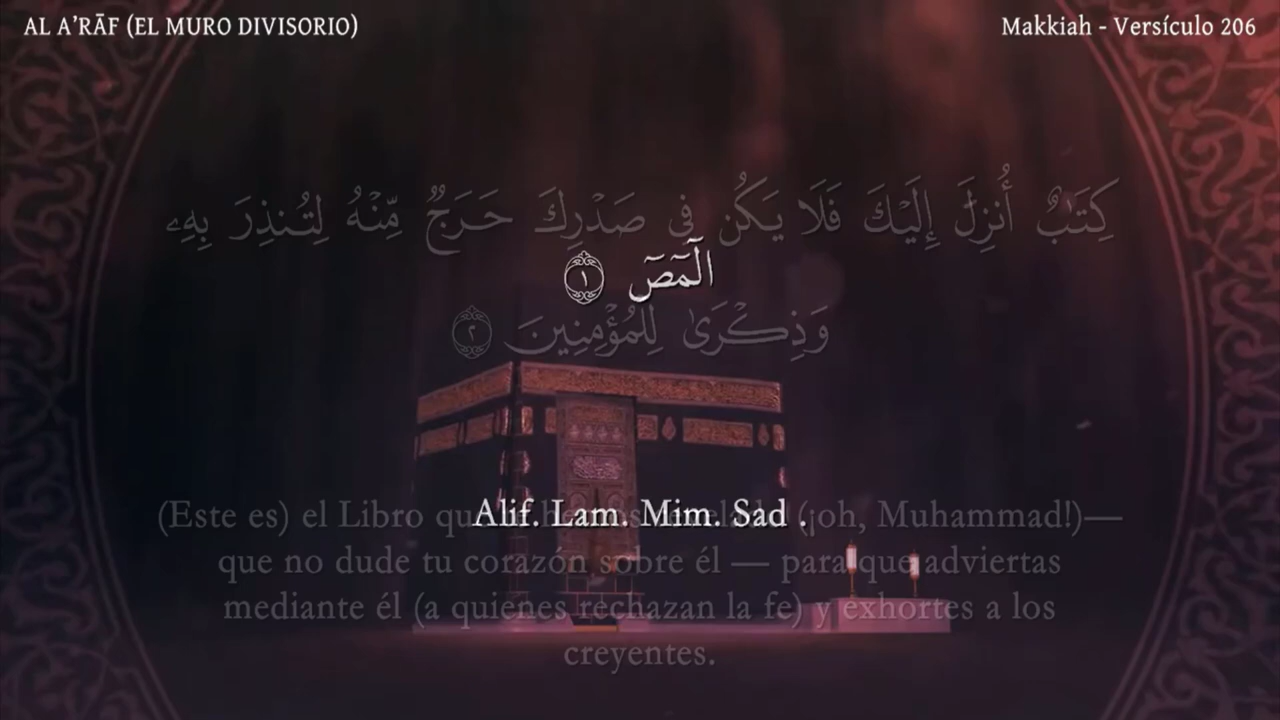 AL A’RĀF (EL MURO DIVISORIO)
Makkiah - Versículo 206
كِتَـٰبٌ أُنزِلَ إِلَيْكَ فَلَا يَكُن فِى صَدْرِكَ حَرَجٌ مِّنْهُ لِتُنذِرَ بِهِۦ
الٓمٓصٓ ١
وَذِكْرَىٰ لِلْمُؤْمِنِينَ ٢
Alif. Lam. Mim. Sad .
(Este es) el Libro (¡oh, Muhammad!)—
que no dude tu corazón sobre él — para que adviertas
mediante él (a quienes rechazan la fe) y exhortes a los
creyentes.